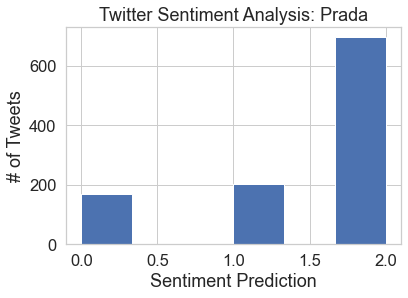 Twitter Sentiment Analysis: Prada
# of Tweets
600
400
200
0
0.0 0.5 1.0 1.5 2.0
Sentiment Prediction